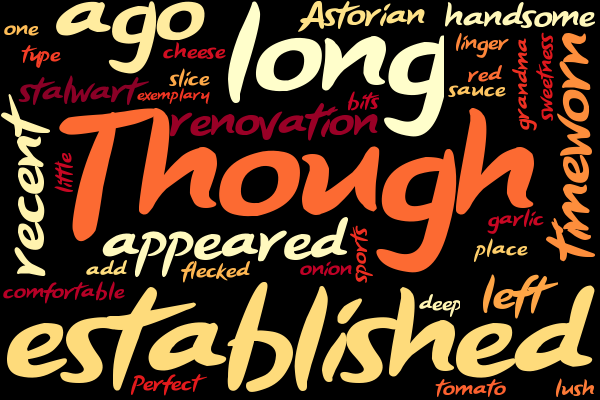 one
ago
Astorian
handsome
type
cheese
long
linger
grandma
sweetness
timeworn
stalwart
slice
exemplary
red
sauce
bits
renovation
recent
little
Though
garlic
appeared
sports
place
add
flecked
onion
comfortable
deep
left
established
Perfect
tomato
lush